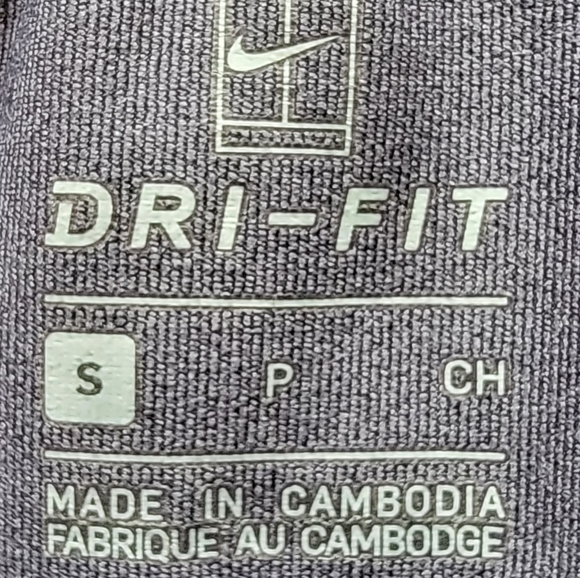 DRI-FIT
S P CH
MADE IN CAMBODIA
FABRIQUE AU CAMBODGE